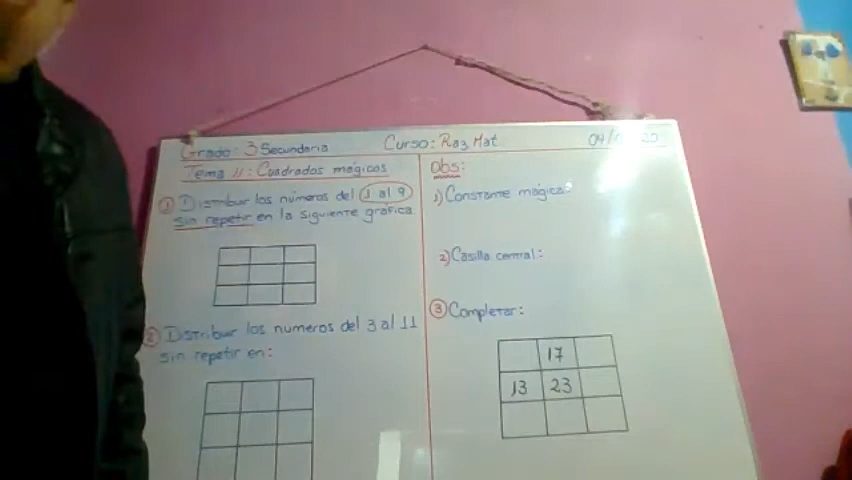 Grado: 3 Secundaria
Curso: Raz Mat
Tema 11: Cuadrados mágicos
① Distribuir los números del 1 al 9
sin repetir en la siguiente gráfica.
② Distribuir los numeros del 3 al 11
sin repetir en:
Obs:
1) Constante mágica:
2) Casilla central:
③ Completar:
17
13 23